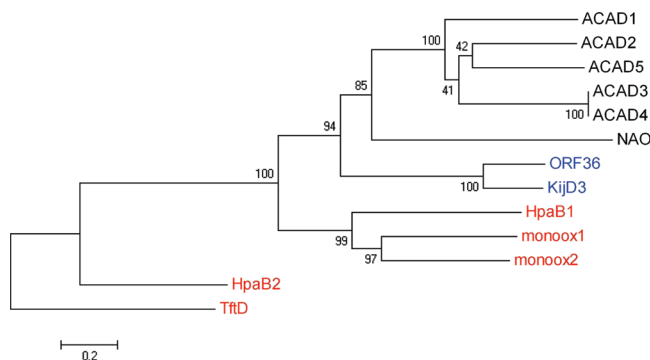 ACAD1
100
42
ACAD2
ACAD5
85
41
ACAD3
100
ACAD4
94
NAO
ORF36
100
100
KijD3
HpaB1
99
monoox1
97
monoox2
HpaB2
TftD
0.2